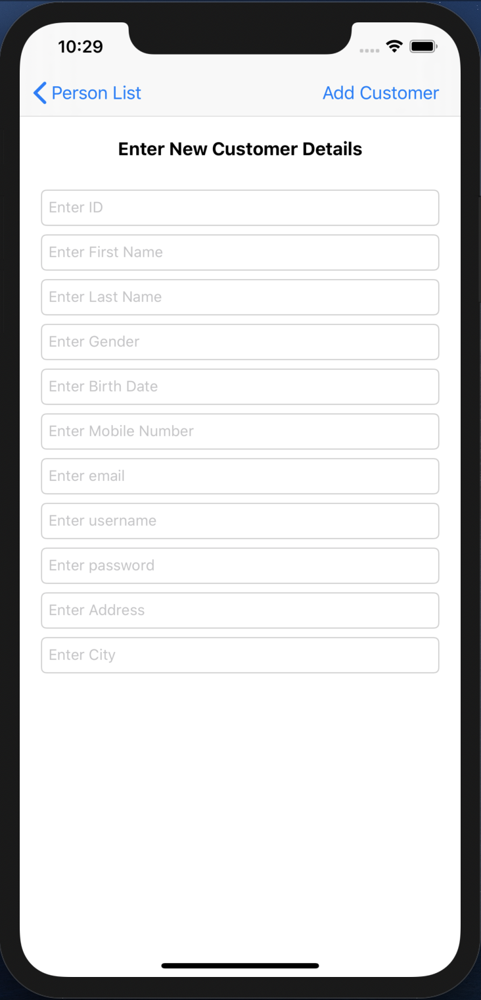 10:29
Person List
Add Customer
Enter New Customer Details
Enter ID
Enter First Name
Enter Last Name
Enter Gender
Enter Birth Date
Enter Mobile Number
Enter email
Enter username
Enter password
Enter Address
Enter City